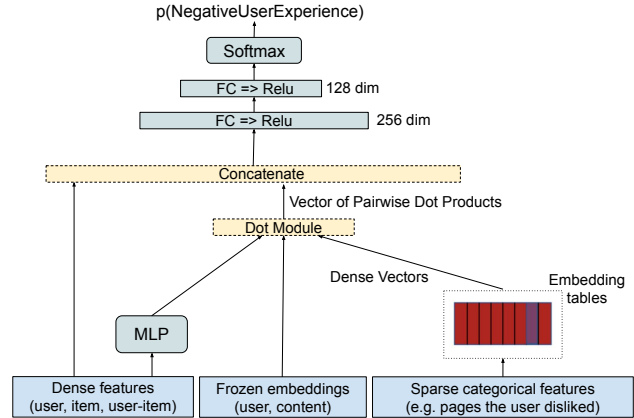 p(NegativeUserExperience)
Softmax
FC => Relu
128 dim
FC => Relu
256 dim
Concatenate
Vector of Pairwise Dot Products
Dot Module
Dense Vectors
Embedding
tables
MLP
Dense features
(user, item, user-item)
Frozen embeddings
(user, content)
Sparse categorical features
(e.g. pages the user disliked)